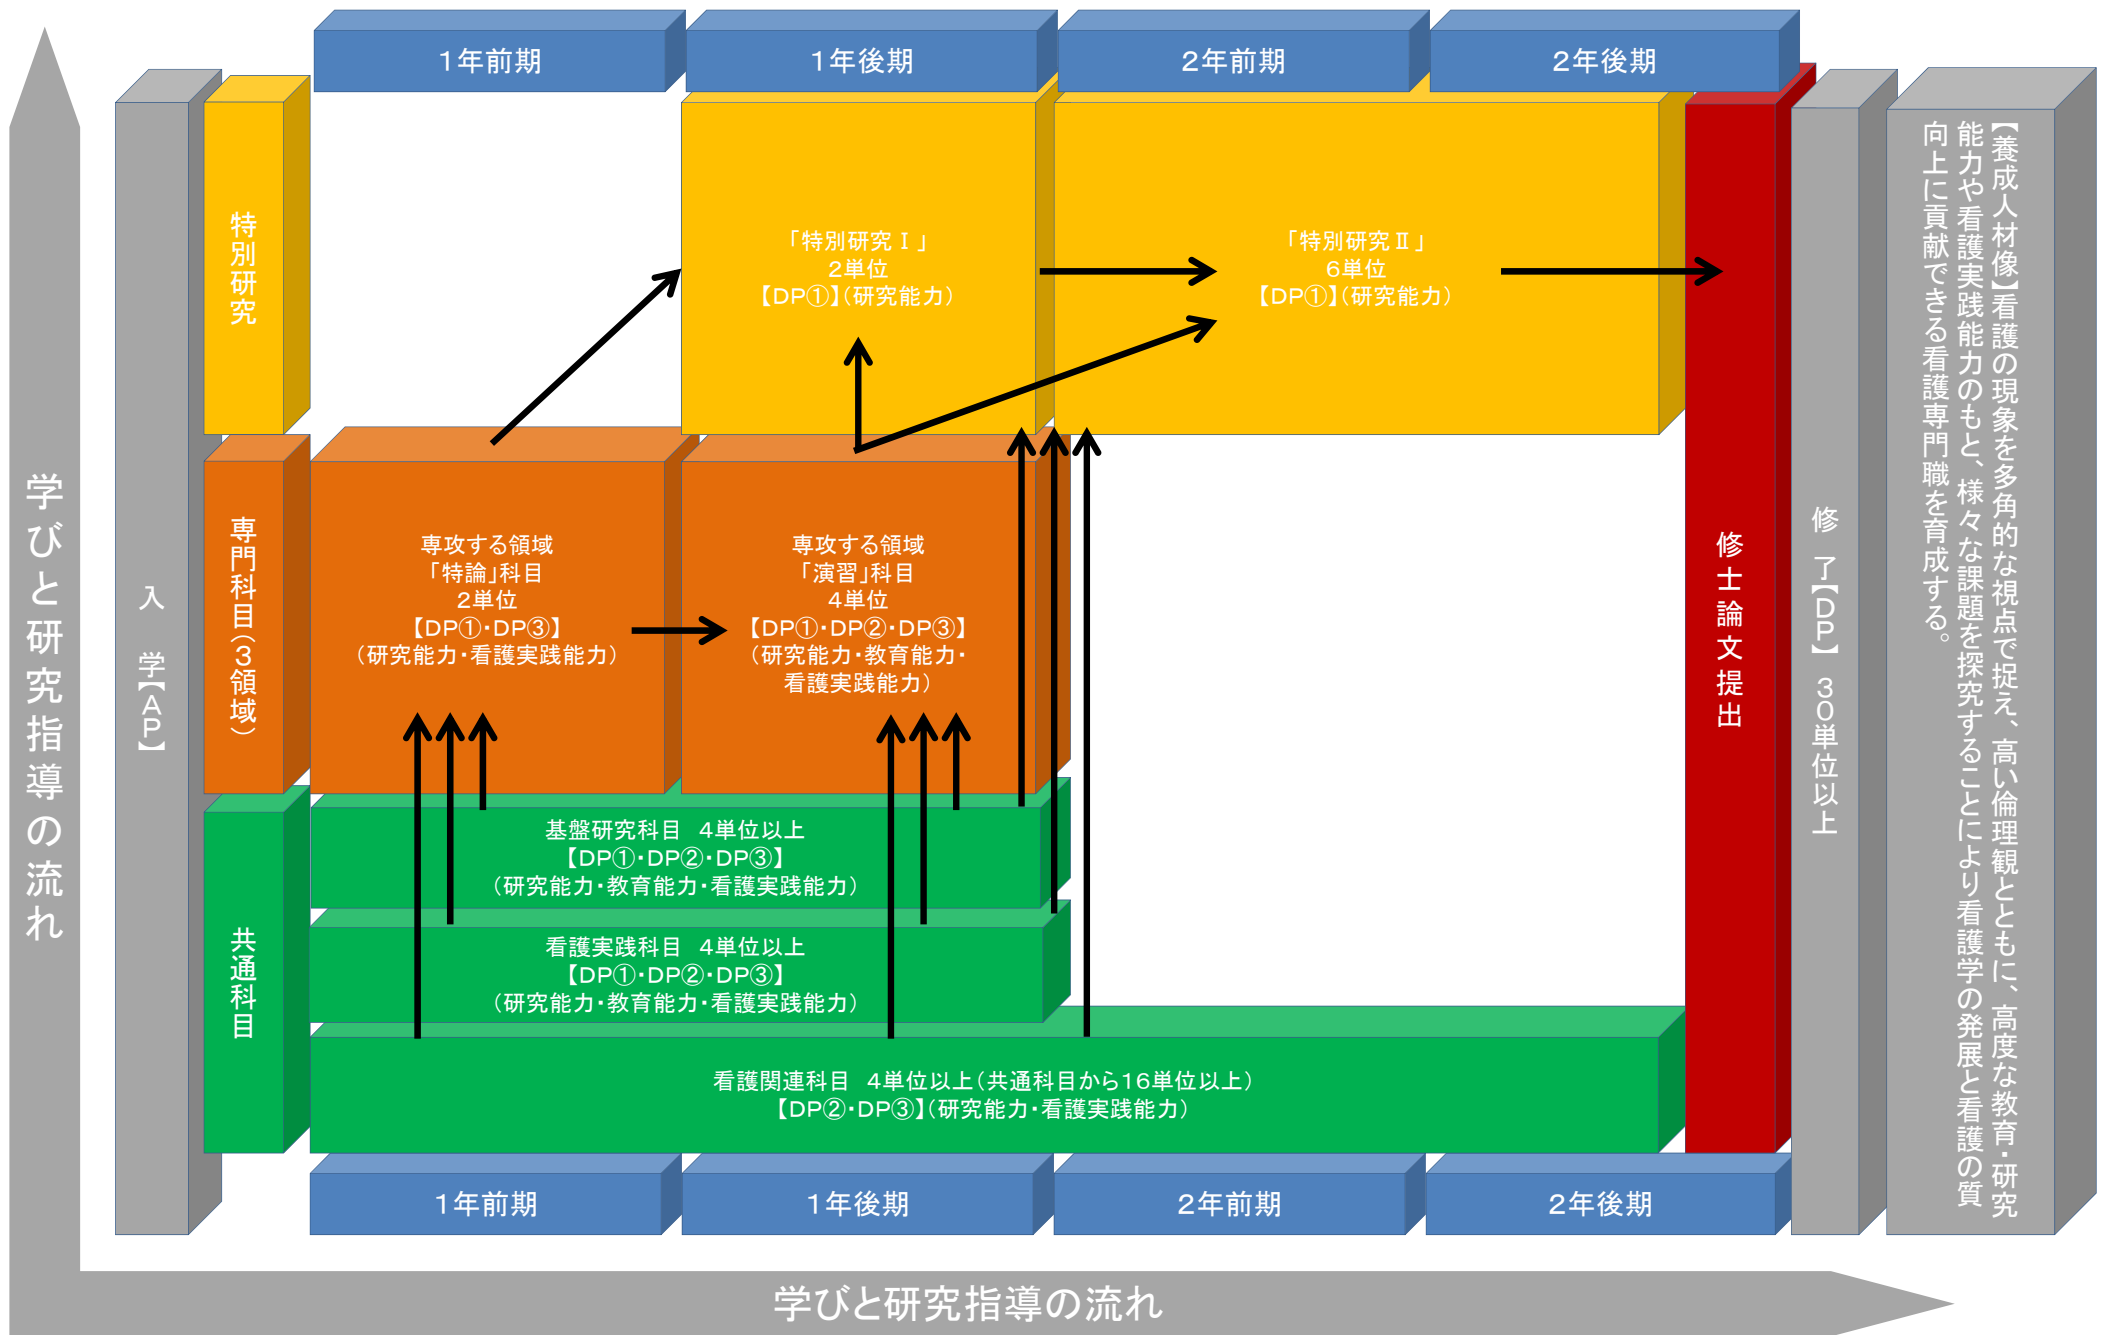 1年前期
1年後期
2年前期
2年後期
学びと研究指導の流れ
入　学【AP】
特別研究
「特別研究Ⅰ」
2単位
【DP①】（研究能力）
「特別研究Ⅱ」
6単位
【DP①】（研究能力）
専門科目（3領域）
専攻する領域
「特論」科目
2単位
【DP①・DP③】
（研究能力・看護実践能力）
専攻する領域
「演習」科目
4単位
【DP①・DP②・DP③】
（研究能力・教育能力・
看護実践能力）
共通科目
基盤研究科目　4単位以上
【DP①・DP②・DP③】
（研究能力・教育能力・看護実践能力）
看護実践科目　4単位以上
【DP①・DP②・DP③】
（研究能力・教育能力・看護実践能力）
看護関連科目　4単位以上（共通科目から16単位以上）
【DP②・DP③】（研究能力・看護実践能力）
修士論文提出
修　了【DP】　30単位以上
【養成人材像】看護の現象を多角的な視点で捉え、高い倫理観とともに、高度な教育・研究
能力や看護実践能力のもと、様々な課題を探究することにより看護学の発展と看護の質
向上に貢献できる看護専門職を育成する。
1年前期
1年後期
2年前期
2年後期
学びと研究指導の流れ